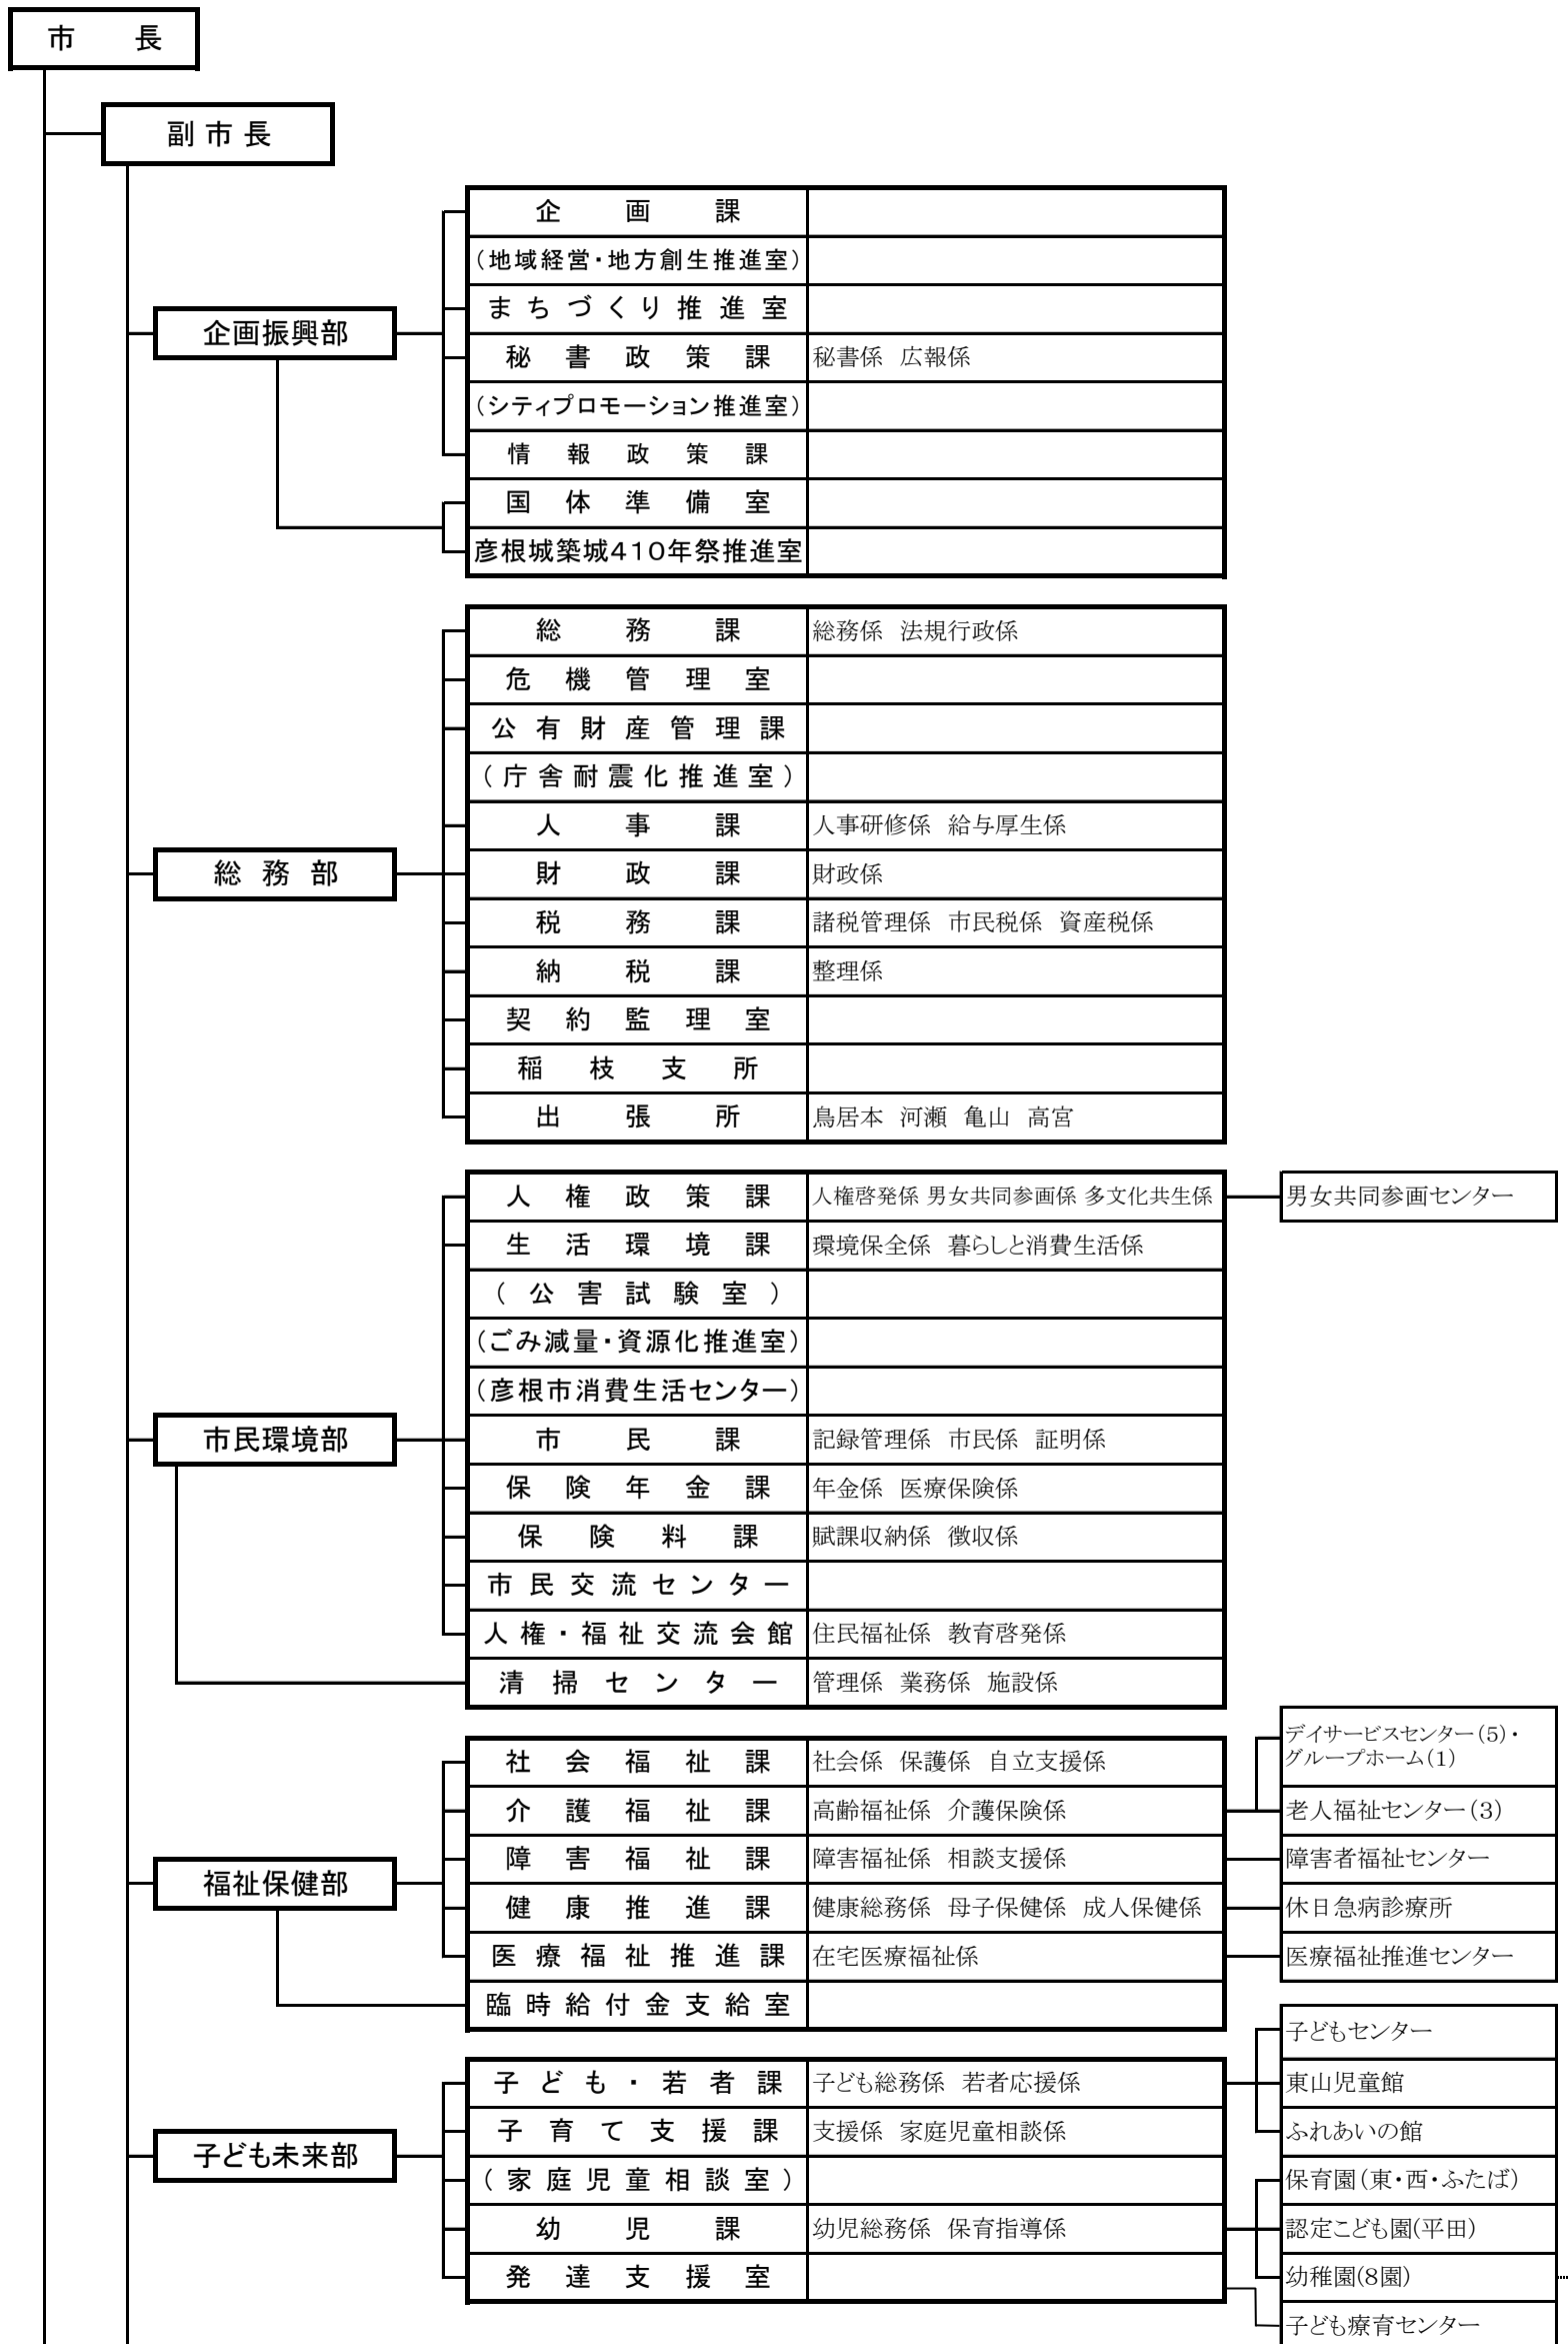 市長
副市長
企画振興部
企画課
(地域経営・地方創生推進室)
まちづくり推進室
秘書政策課 秘書係 広報係
(シティプロモーション推進室)
情報政策課
国体準備室
彦根城築城410年祭推進室
総務部
総務課 総務係 法規行政係
危機管理室
公有財産管理課
(庁舎耐震化推進室)
人事課 人事研修係 給与厚生係
財政課 財政係
税務課 諸税管理係 市民税係 資産税係
納税課 整理係
契約監理室
稲枝支所
出張所 鳥居本 河瀬 亀山 高宮
市民環境部
人権政策課 人権啓発係 男女共同参画係 多文化共生係 男女共同参画センター
生活環境課 環境保全係 暮らしと消費生活係
(公害試験室)
(ごみ減量・資源化推進室)
(彦根市消費生活センター)
市民課 記録管理係 市民係 証明係
保険年金課 年金係 医療保険係
保険料課 賦課収納係 徴収係
市民交流センター
人権・福祉交流会館 住民福祉係 教育啓発係
清掃センター 管理係 業務係 施設係
福祉保健部
デイサービスセンター(5)・
グループホーム(1)
社会福祉課 社会係 保護係 自立支援係
介護福祉課 高齢福祉係 介護保険係 老人福祉センター(3)
障害福祉課 障害福祉係 相談支援係 障害者福祉センター
健康推進課 健康総務係 母子保健係 成人保健係 休日急病診療所
医療福祉推進課 在宅医療福祉係 医療福祉推進センター
臨時給付金支給室
子ども未来部
子どもセンター
子ども・若者課 子ども総務係 若者応援係 東山児童館
子育て支援課 支援係 家庭児童相談係 ふれあいの館
(家庭児童相談室) 保育園(東・西・ふたば)
幼児課 幼児総務係 保育指導係 認定こども園(平田)
発達支援室 幼稚園(8園)
子ども療育センター